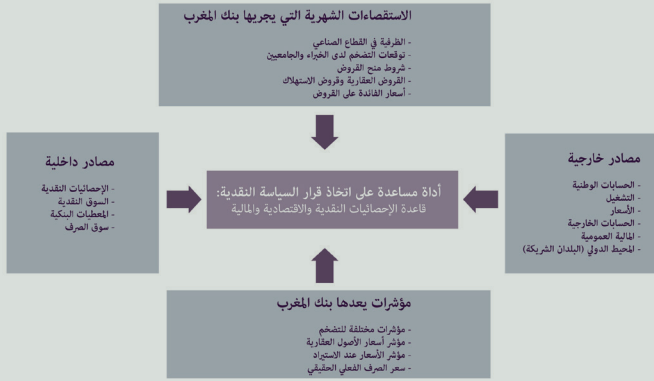 الاستقصاءات الشهرية التي يجريها بنك المغرب
- الظرفية في القطاع الصناعي
- توقعات التضخم لدى الخبراء والجامعيين
- شروط منح القروض
- القروض العقارية وقروض الاستهلاك
- أسعار الفائدة على القروض
مصادر خارجية
- الحسابات الوطنية
- التشغيل
- الأسعار
- الحسابات الخارجية
- المالية العمومية
- المحيط الدولي (البلدان الشريكة)
أداة مساعدة على اتخاذ قرار السياسة النقدية:
قاعدة الإحصائيات النقدية والاقتصادية والمالية
مصادر داخلية
- الإحصائيات النقدية
- السوق النقدية
- المعطيات البنكية
- سوق الصرف
مؤشرات يعدها بنك المغرب
- مؤشرات مختلفة للتضخم
- مؤشر أسعار الأصول العقارية
- مؤشر الأسعار عند الاستيراد
- سعر الصرف الفعلي الحقيقي